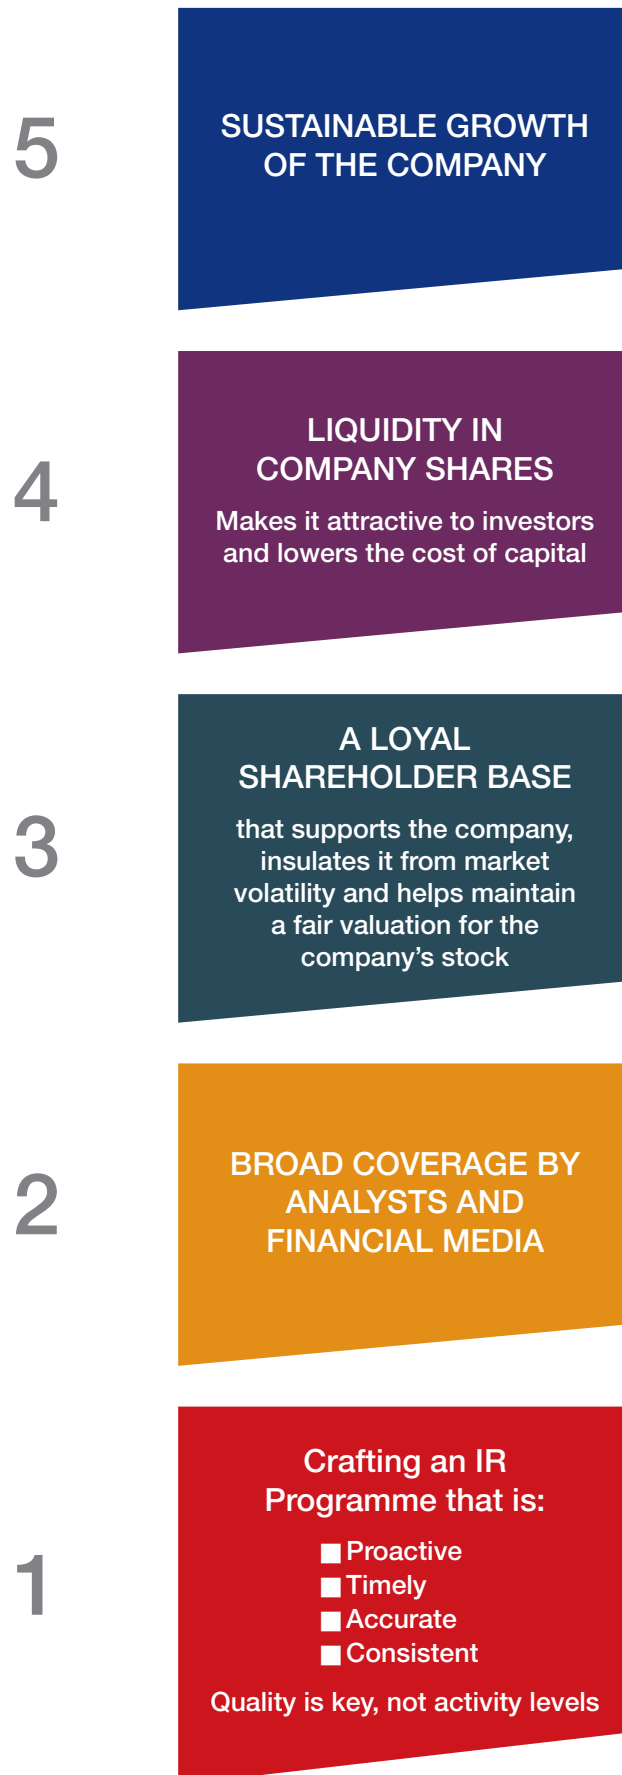 5
SUSTAINABLE GROWTH
OF THE COMPANY
4
LIQUIDITY IN
COMPANY SHARES
Makes it attractive to investors
and lowers the cost of capital
3
A LOYAL
SHAREHOLDER BASE
that supports the company,
insulates it from market
volatility and helps maintain
a fair valuation for the
company’s stock
2
BROAD COVERAGE BY
ANALYSTS AND
FINANCIAL MEDIA
1
Crafting an IR
Programme that is:
■ Proactive
■ Timely
■ Accurate
■ Consistent
Quality is key, not activity levels